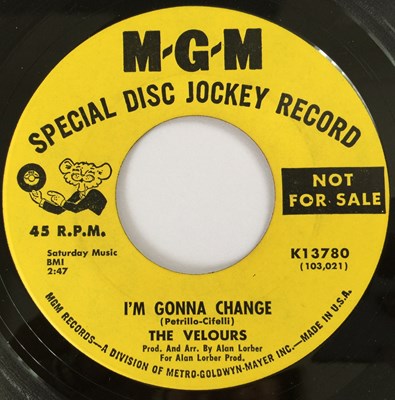 M-G-M
SPECIAL DISC JOCKEY RECORD
NOT
FOR SALE
45 R.P.M.
Saturday Music
BMI
2:47
K13780
(103,021)
I'M GONNA CHANGE
(Petrillo-Cifelli)
THE VELOURS
Prod. And Arr. By Alan Lorber
For Alan Lorber Prod.
MGM RECORDS—A DIVISION OF METRO-GOLDWYN-MAYER INC.—MADE IN U.S.A.